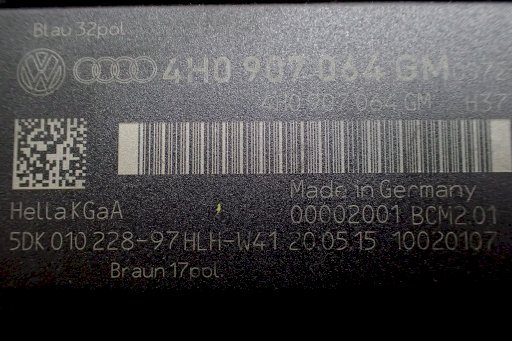 Blau 32pol.
4H0 907 064 GM
4H0 907 064 GM H37
Made in Germany
Hella KGaA 00002001 BCM2.01
5DK 010 228-97 HLH-W41 20.05.15 10020107
Braun 17pol.